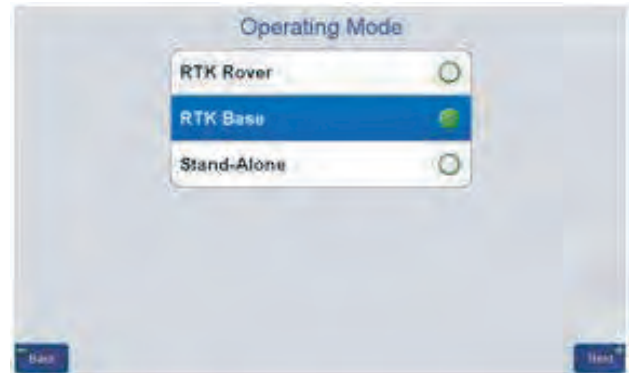 Operating Mode
RTK Rover
RTK Base
Stand-Alone
Back
Next